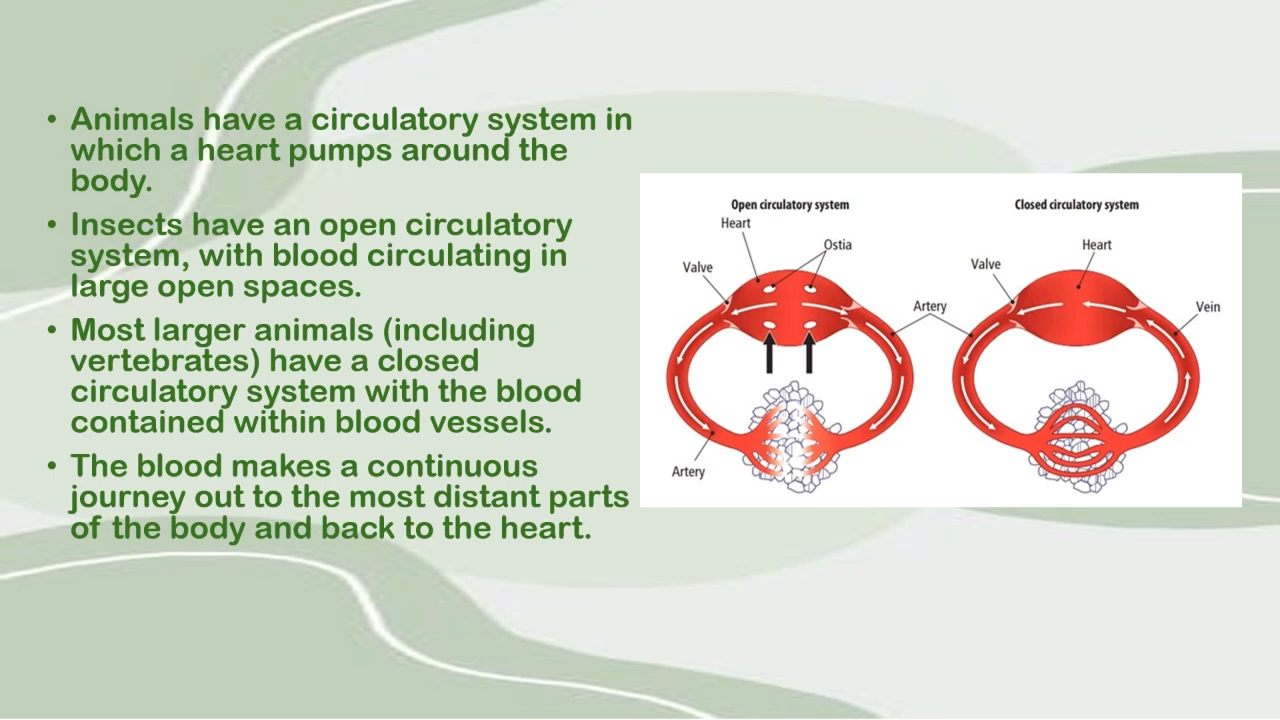 • Animals have a circulatory system in
which a heart pumps around the
body.
• Insects have an open circulatory
system, with blood circulating in
large open spaces.
• Most larger animals (including
vertebrates) have a closed
circulatory system with the blood
contained within blood vessels.
• The blood makes a continuous
journey out to the most distant parts
of the body and back to the heart.
Open circulatory system
Heart
Ostia
Valve
Artery
Artery
Closed circulatory system
Heart
Valve
Vein